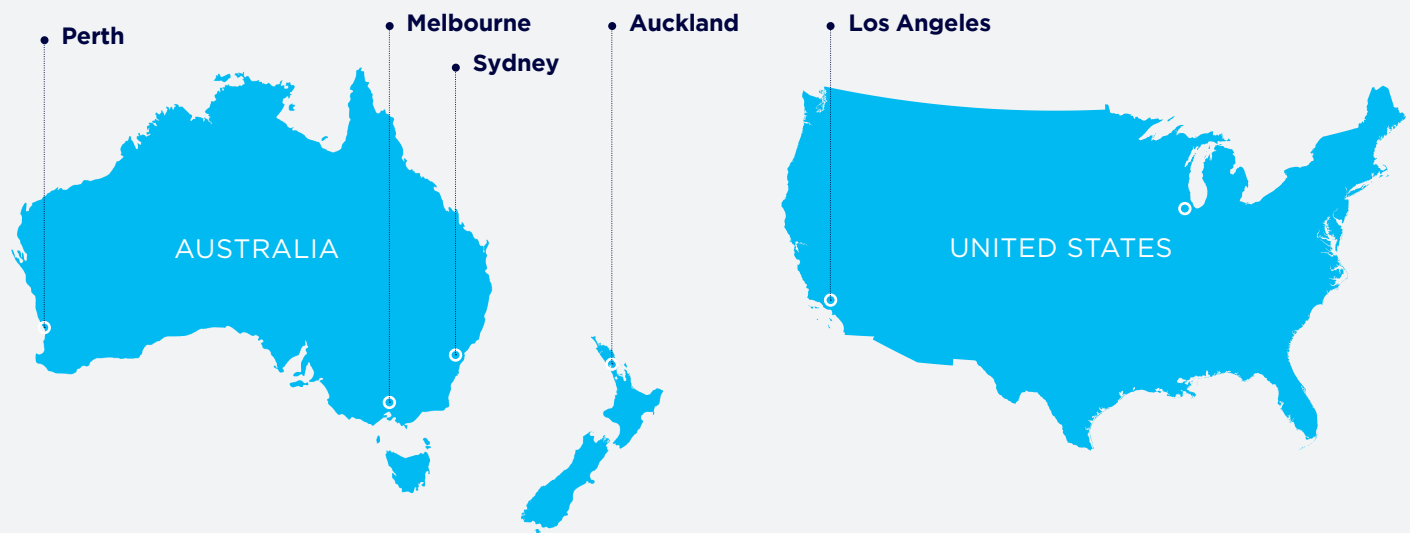 Perth
Melbourne
Sydney
Auckland
Los Angeles
AUSTRALIA
UNITED STATES